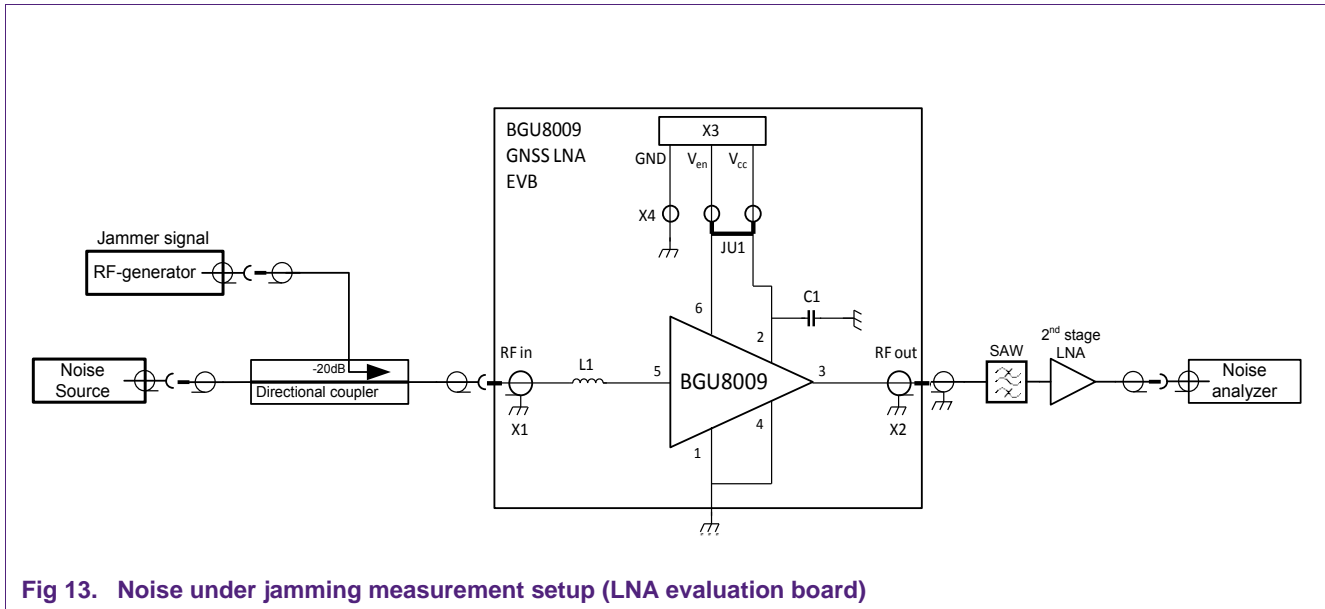 BGU8009
GNSS LNA
EVB
X3
GND
Ven
Vcc
X4
JU1
Jammer signal
RF-generator
C1
6
2
2nd stage
LNA
SAW
RF in
L1
RF out
-20dB
Noise
Source
5
BGU8009
3
Noise
analyzer
Directional coupler
X1
4
X2
1
Fig 13. Noise under jamming measurement setup (LNA evaluation board)